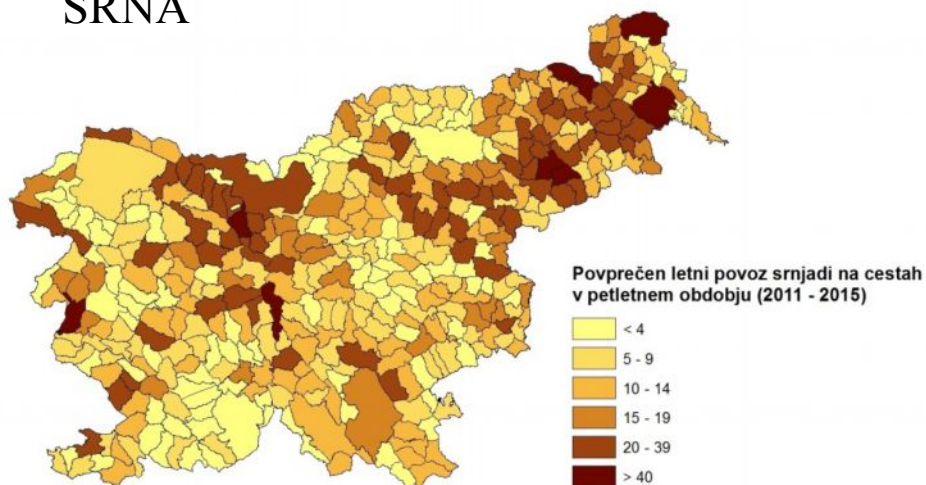 SRNA
Povprečen letni povoz srnjadi na cestah
v petletnem obdobju (2011 - 2015)
< 4
5 - 9
10 - 14
15 - 19
20 - 39
> 40